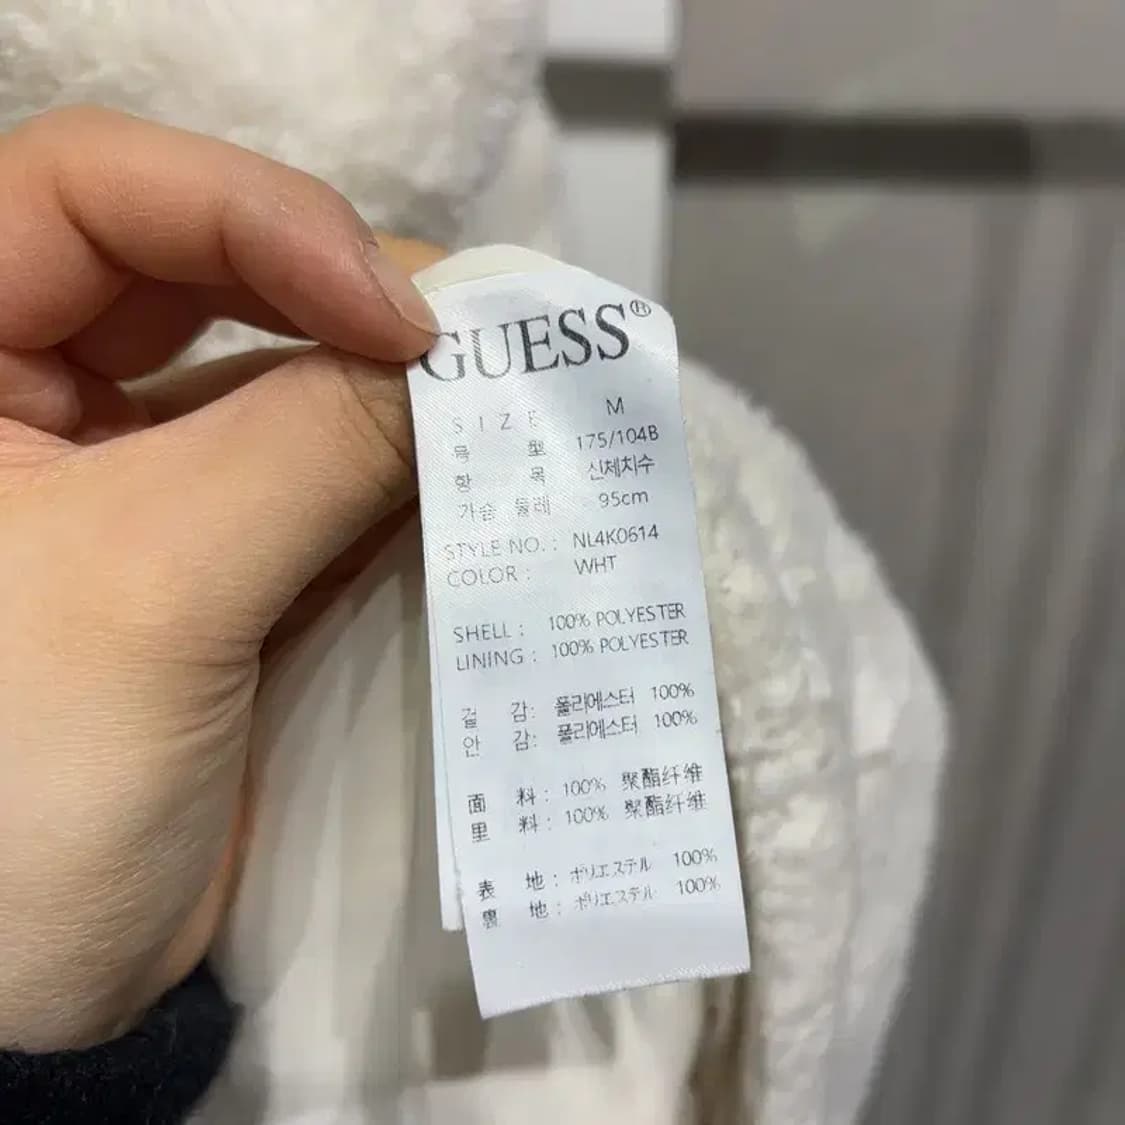 GUESS®
SIZE M
号 型 175/104B
항 목 신체치수
가슴 둘레 95cm
STYLE NO. : NL4K0614
COLOR : WHT
SHELL : 100% POLYESTER
LINING : 100% POLYESTER
겉 감: 폴리에스터 100%
안 감: 폴리에스터 100%
面 料 : 100% 聚酯纤维
里 料 : 100% 聚酯纤维
表 地 : ポリエステル 100%
裏 地 : ポリエステル 100%